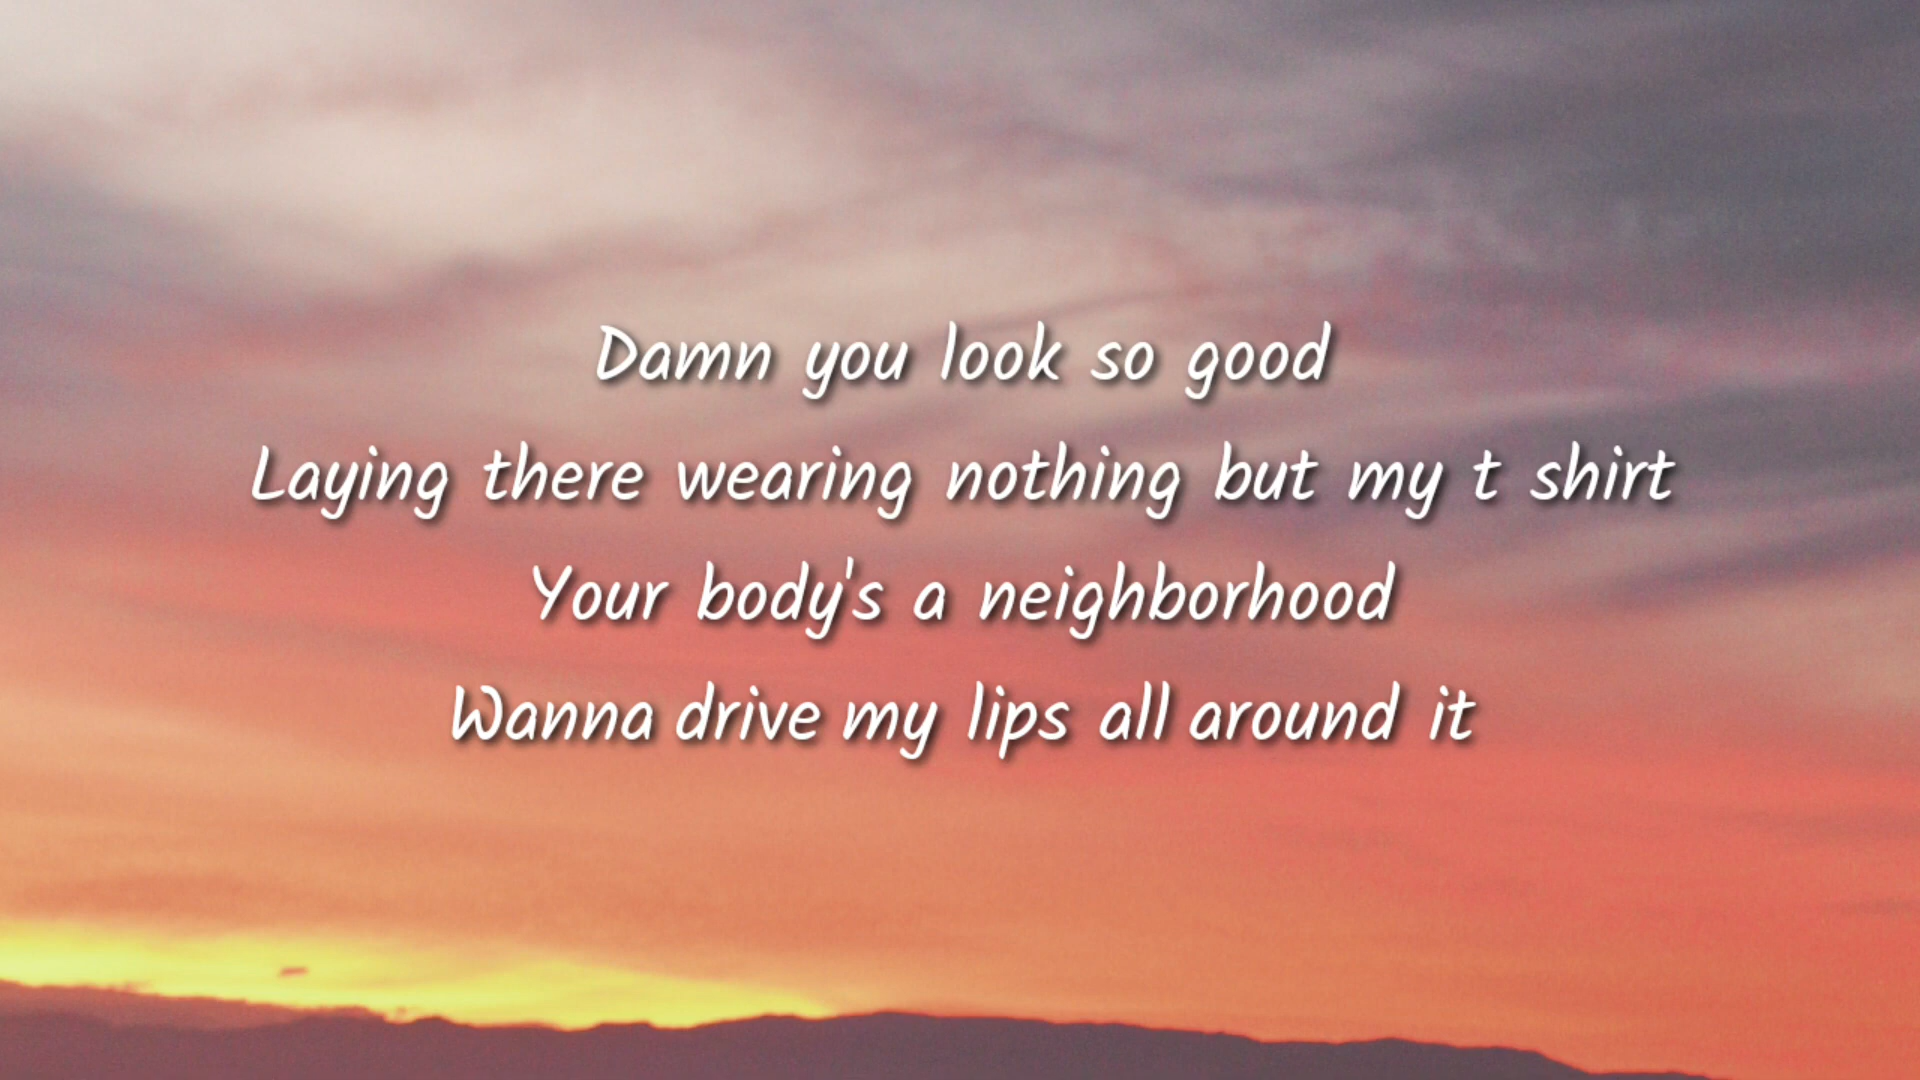 Damn you look so good
Laying there wearing nothing but my t shirt
Your body's a neighborhood
Wanna drive my lips all around it